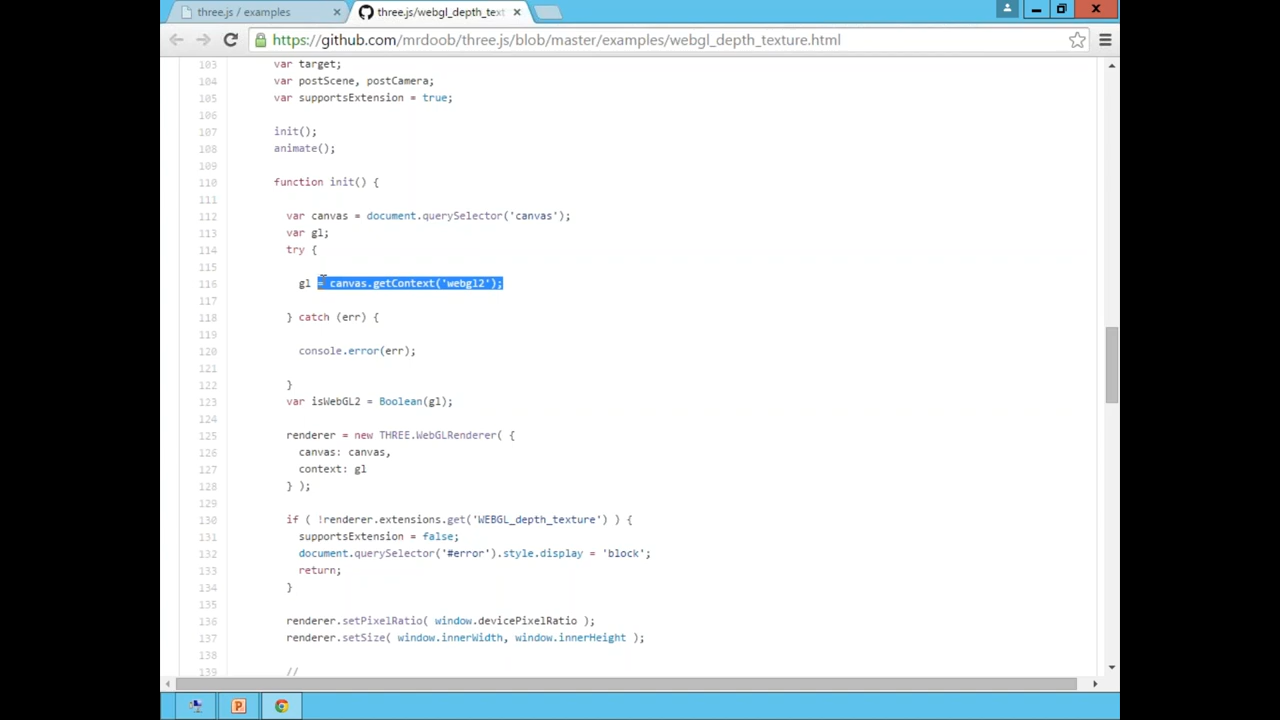 three.js / examples
three.js/webgl_depth_text
https://github.com/mrdoob/three.js/blob/master/examples/webgl_depth_texture.html
103 var target;
104 var postScene, postCamera;
105 var supportsExtension = true;
106
107 init();
108 animate();
109
110 function init() {
111
112 var canvas = document.querySelector('canvas');
113 var gl;
114 try {
115
116 gl = canvas.getContext('webgl2');
117
118 } catch (err) {
119
120 console.error(err);
121
122 }
123 var isWebGL2 = Boolean(gl);
124
125 renderer = new THREE.WebGLRenderer( {
126 canvas: canvas,
127 context: gl
128 } );
129
130 if ( !renderer.extensions.get('WEBGL_depth_texture') ) {
131 supportsExtension = false;
132 document.querySelector('#error').style.display = 'block';
133 return;
134 }
135
136 renderer.setPixelRatio( window.devicePixelRatio );
137 renderer.setSize( window.innerWidth, window.innerHeight );
138
139 //